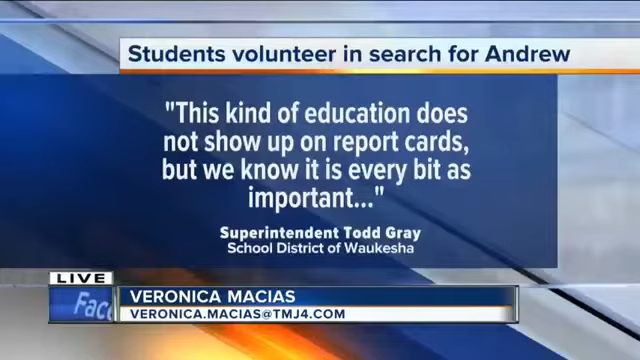 Students volunteer in search for Andrew
"This kind of education does
not show up on report cards,
but we know it is every bit as
important..."
Superintendent Todd Gray
School District of Waukesha
LIVE
VERONICA MACIAS
VERONICA.MACIAS@TMJ4.COM